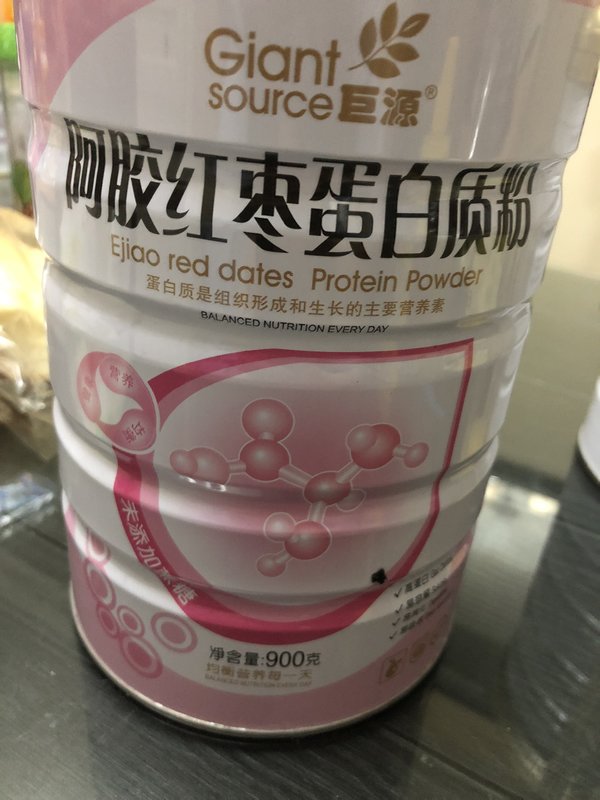 Giant
source巨源®
阿胶红枣蛋白质粉
Ejiao red dates Protein Powder
蛋白质是组织形成和生长的主要营养素
BALANCED NUTRITION EVERY DAY
营养
未添加蔗糖
✓高蛋白
净含量:900克
均衡营养每一天
BALANCED NUTRITION EVERY DAY